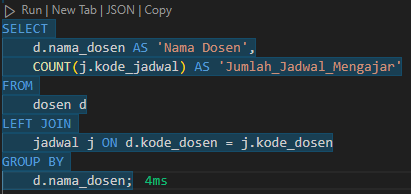 Run | New Tab | JSON | Copy
SELECT
d.nama_dosen AS 'Nama Dosen',
COUNT(j.kode_jadwal) AS 'Jumlah_Jadwal_Mengajar'
FROM
dosen d
LEFT JOIN
jadwal j ON d.kode_dosen = j.kode_dosen
GROUP BY
d.nama_dosen; 4ms